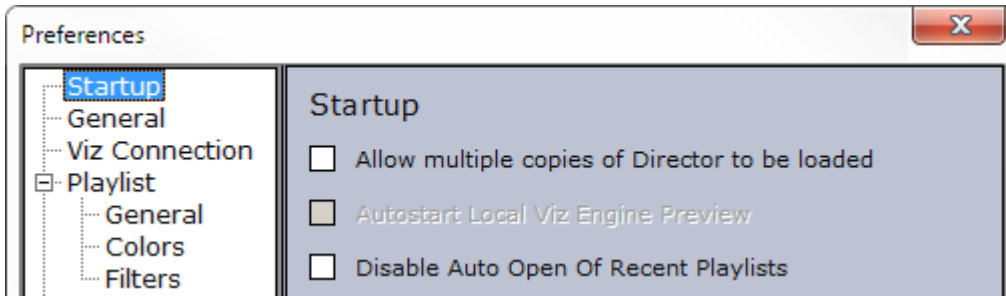 Preferences
Startup
General
Viz Connection
Playlist
General
Colors
Filters
Startup
Allow multiple copies of Director to be loaded
Autostart Local Viz Engine Preview
Disable Auto Open Of Recent Playlists